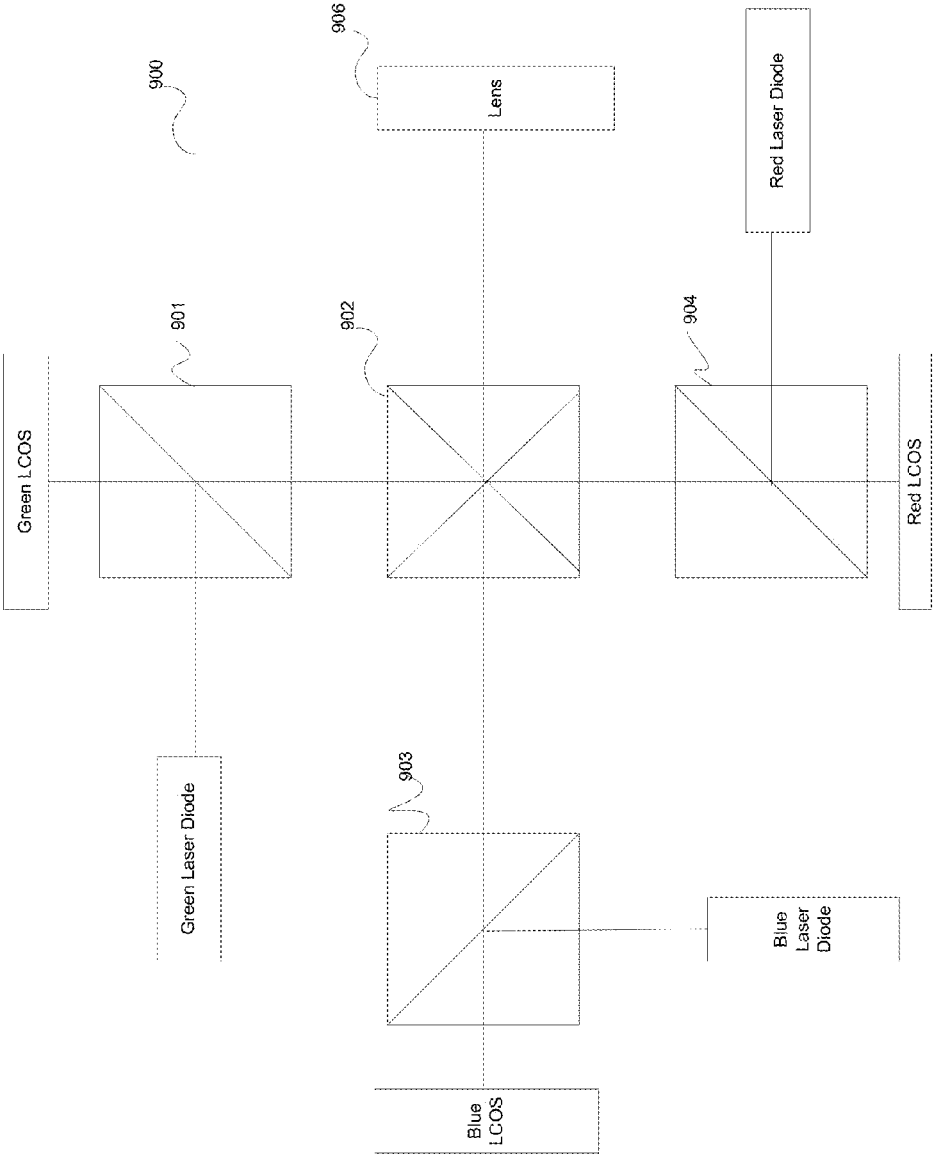 900
906
Lens
Red Laser Diode
901
902
904
Green LCOS
Red LCOS
903
Green Laser Diode
Blue
Laser
Diode
Blue
LCOS